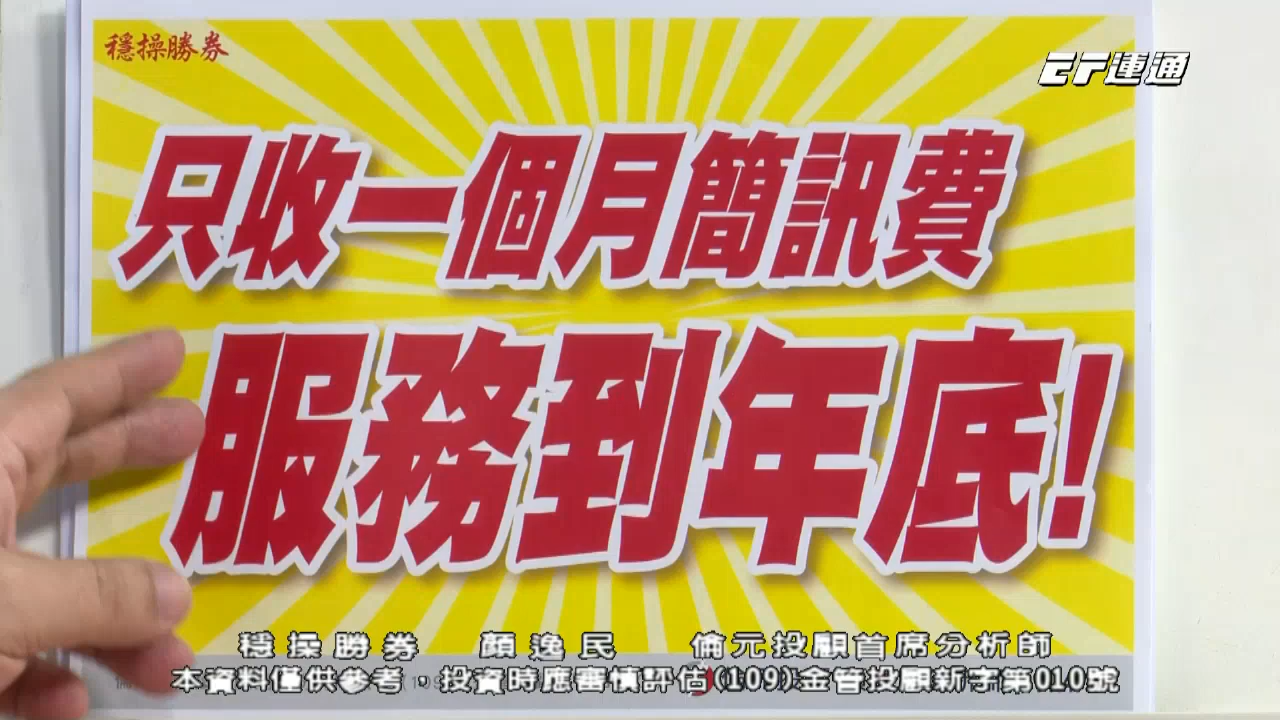 穩操勝券
EF運通
只收一個月簡訊費
服務到年底!
穩操勝券 顏逸民 倫元投顧首席分析師
本資料僅供參考，投資時應審慎評估(109)金管投顧新字第010號